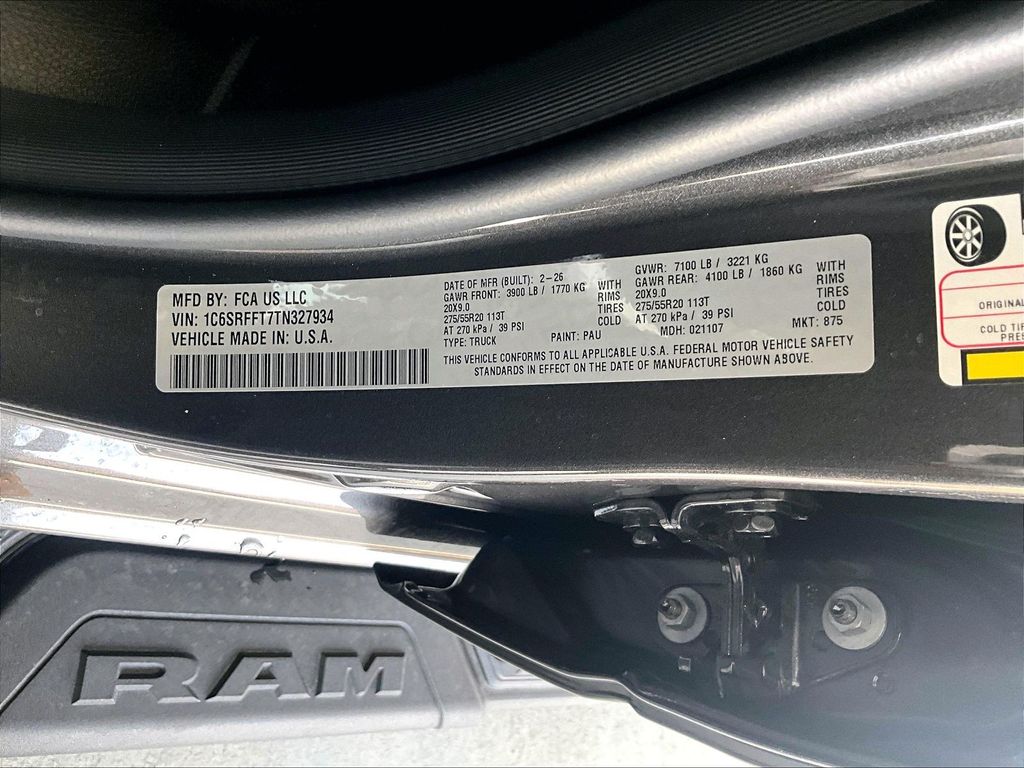 MFD BY: FCA US LLC
VIN: 1C6SRFFT7TN327934
VEHICLE MADE IN: U.S.A.
DATE OF MFR (BUILT): 2-26
GAWR FRONT: 3900 LB / 1770 KG WITH
20X9.0 RIMS
275/55R20 113T TIRES
AT 270 kPa / 39 PSI COLD
TYPE: TRUCK PAINT: PAU
GVWR: 7100 LB / 3221 KG
GAWR REAR: 4100 LB / 1860 KG WITH
20X9.0 RIMS
275/55R20 113T TIRES
AT 270 kPa / 39 PSI COLD
MDH: 021107 MKT: 875
THIS VEHICLE CONFORMS TO ALL APPLICABLE U.S.A. FEDERAL MOTOR VEHICLE SAFETY
STANDARDS IN EFFECT ON THE DATE OF MANUFACTURE SHOWN ABOVE.
ORIGINAL
COLD
RAM